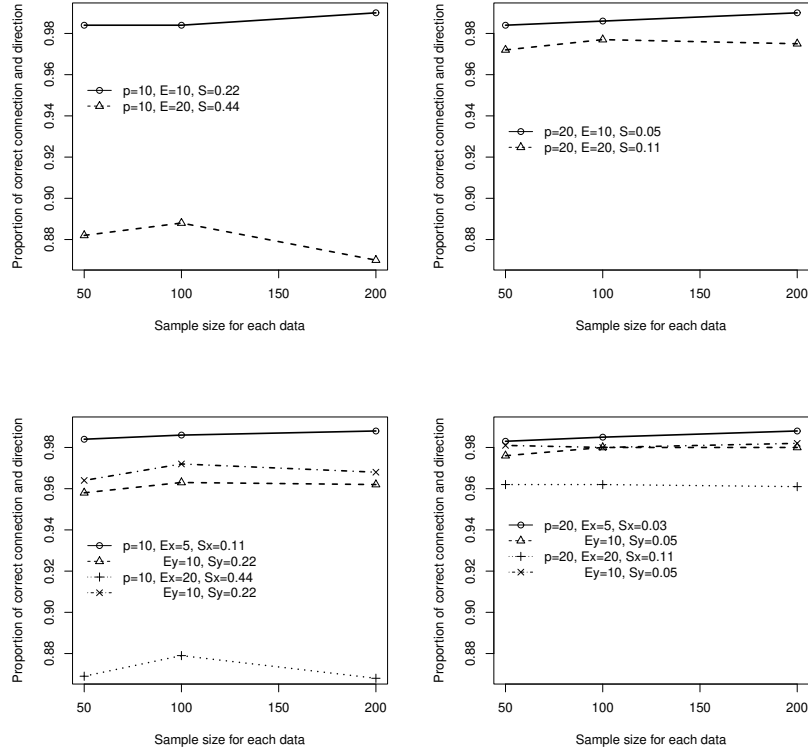 Proportion of correct connection and direction
0.98
0.96
0.94
0.92
0.90
0.88
p=10, E=10, S=0.22
p=10, E=20, S=0.44
50
100
150
200
Sample size for each data
Proportion of correct connection and direction
0.98
0.96
0.94
0.92
0.90
0.88
p=20, E=10, S=0.05
p=20, E=20, S=0.11
50
100
150
200
Sample size for each data
Proportion of correct connection and direction
0.98
0.96
0.94
0.92
0.90
0.88
p=10, Ex=5, Sx=0.11
Ey=10, Sy=0.22
p=10, Ex=20, Sx=0.44
Ey=10, Sy=0.22
50
100
150
200
Sample size for each data
Proportion of correct connection and direction
0.98
0.96
0.94
0.92
0.90
0.88
p=20, Ex=5, Sx=0.03
Ey=10, Sy=0.05
p=20, Ex=20, Sx=0.11
Ey=10, Sy=0.05
50
100
150
200
Sample size for each data